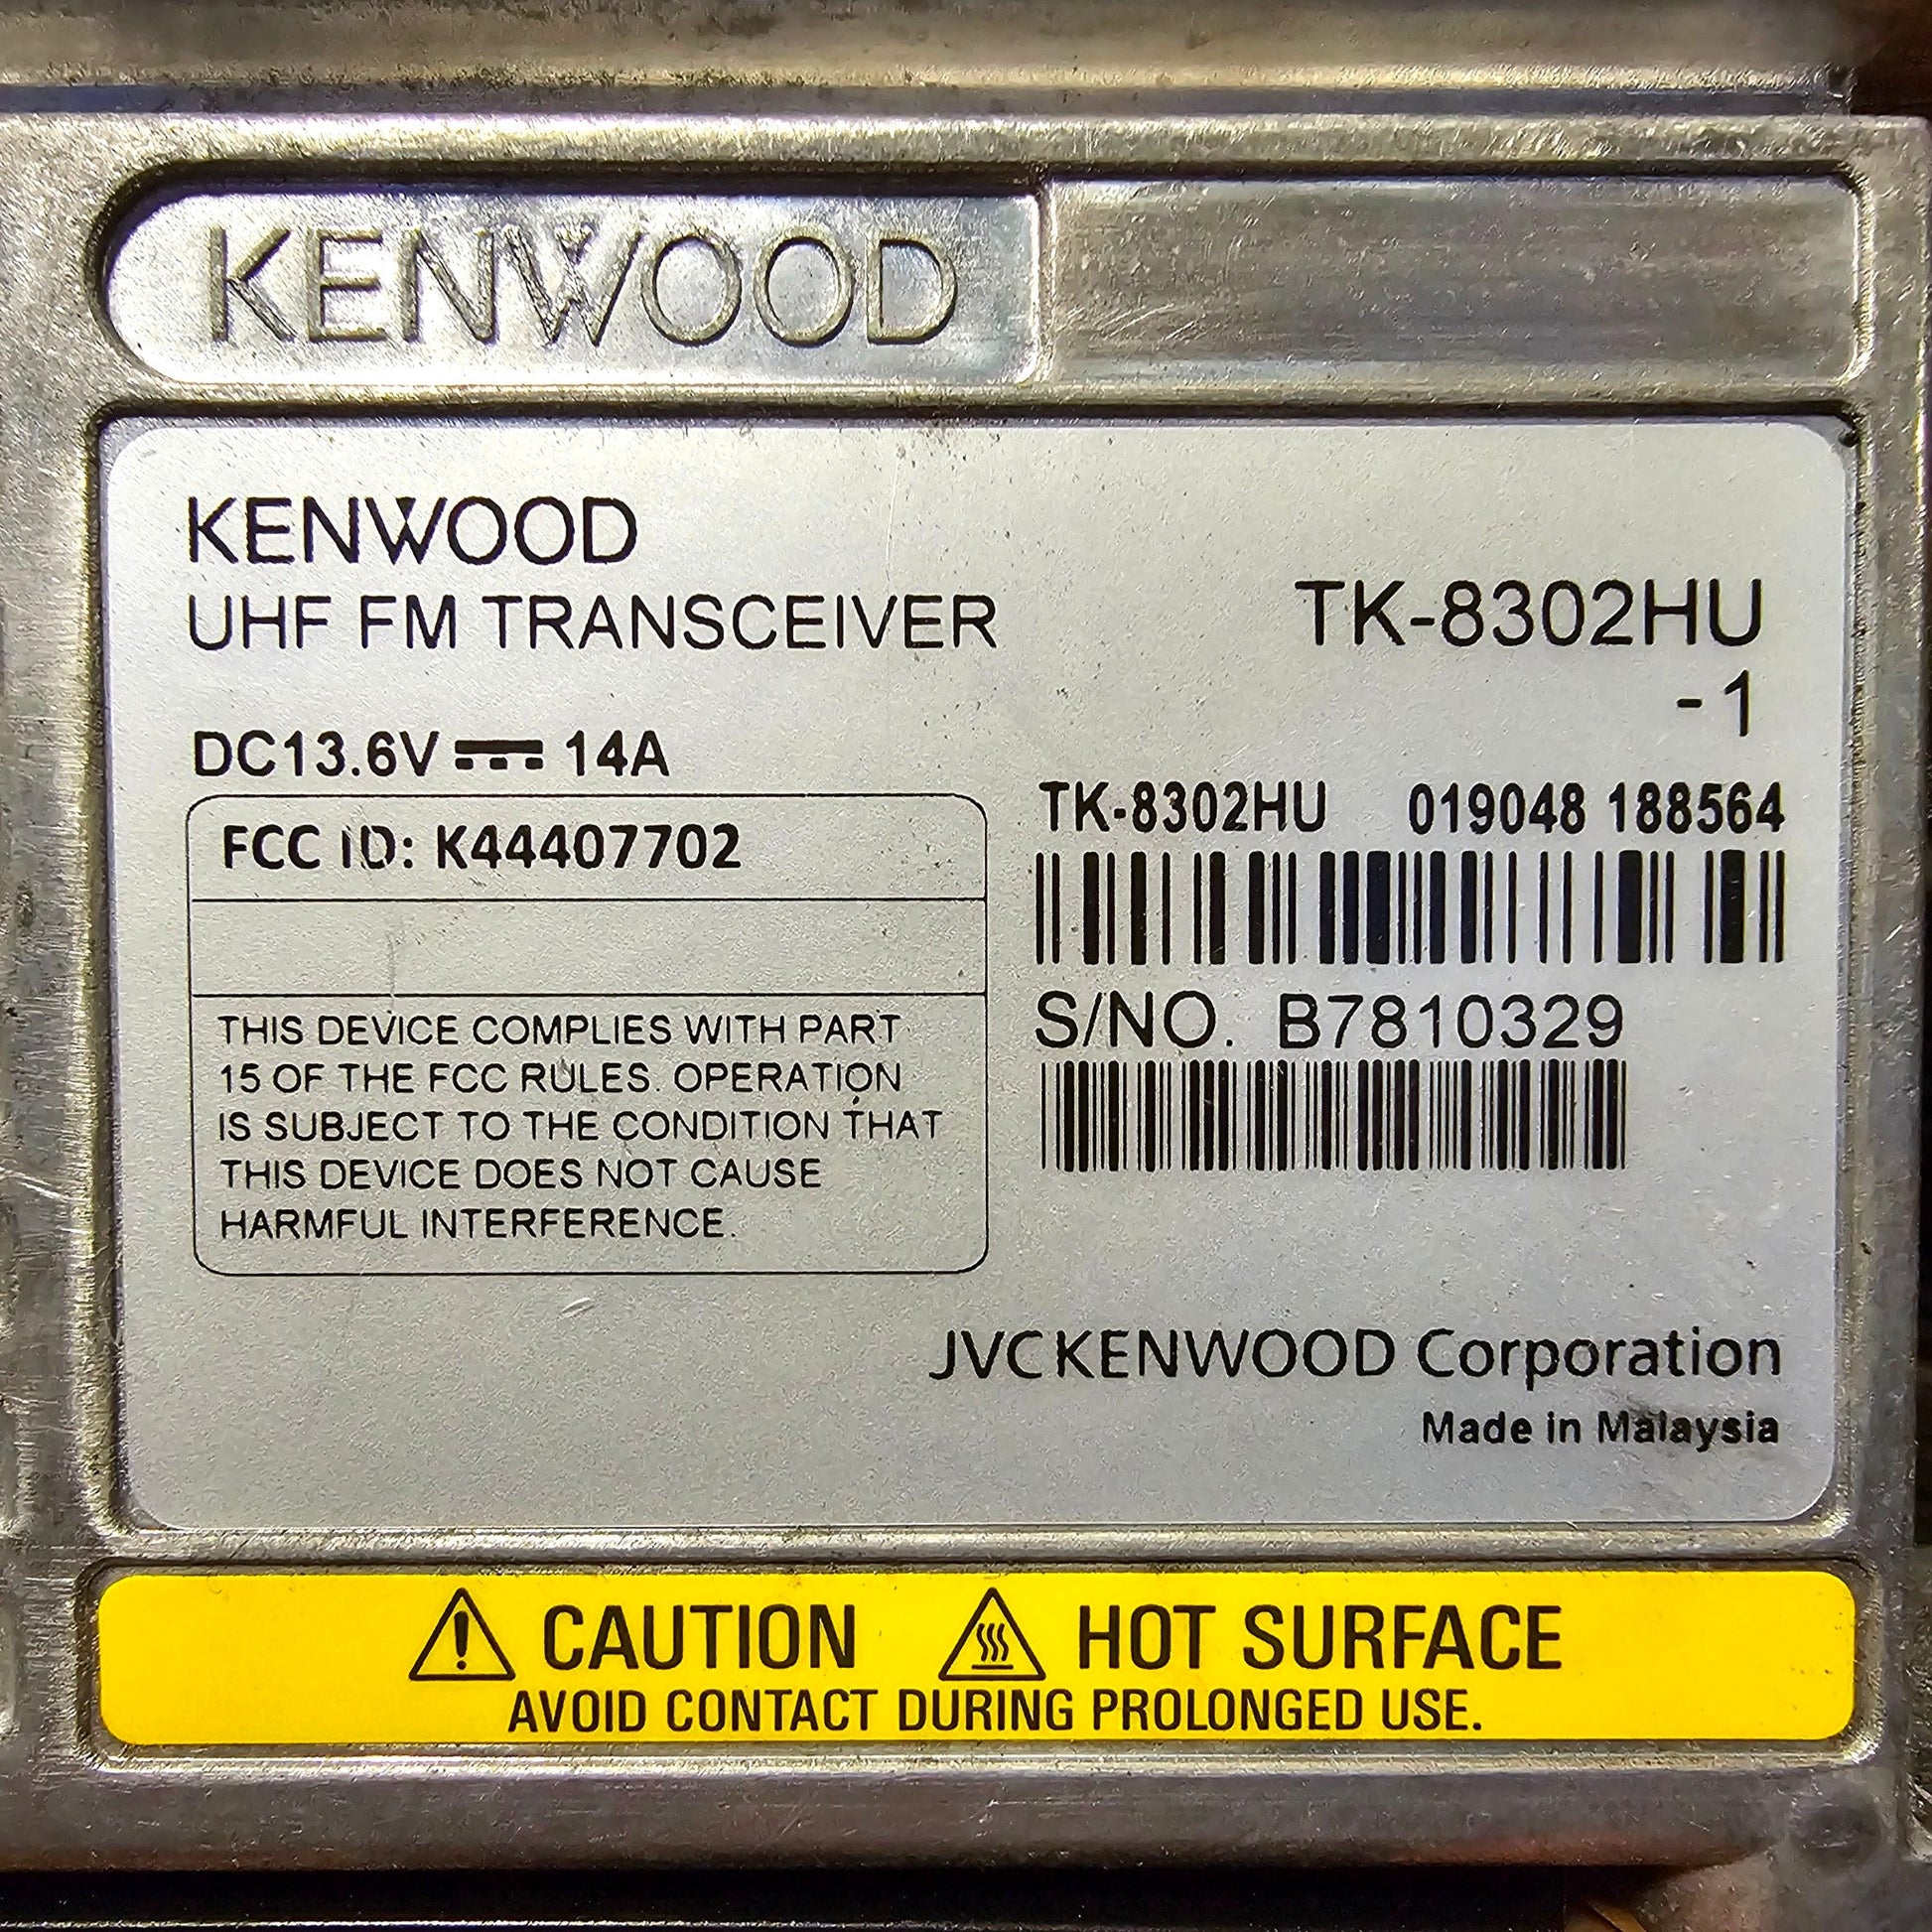 KENWOOD
KENWOOD
UHF FM TRANSCEIVER
TK-8302HU
-1
DC13.6V 14A
FCC ID: K44407702
THIS DEVICE COMPLIES WITH PART
15 OF THE FCC RULES. OPERATION
IS SUBJECT TO THE CONDITION THAT
THIS DEVICE DOES NOT CAUSE
HARMFUL INTERFERENCE.
TK-8302HU 019048 188564
S/NO. B7810329
JVCKENWOOD Corporation
Made in Malaysia
CAUTION HOT SURFACE
AVOID CONTACT DURING PROLONGED USE.